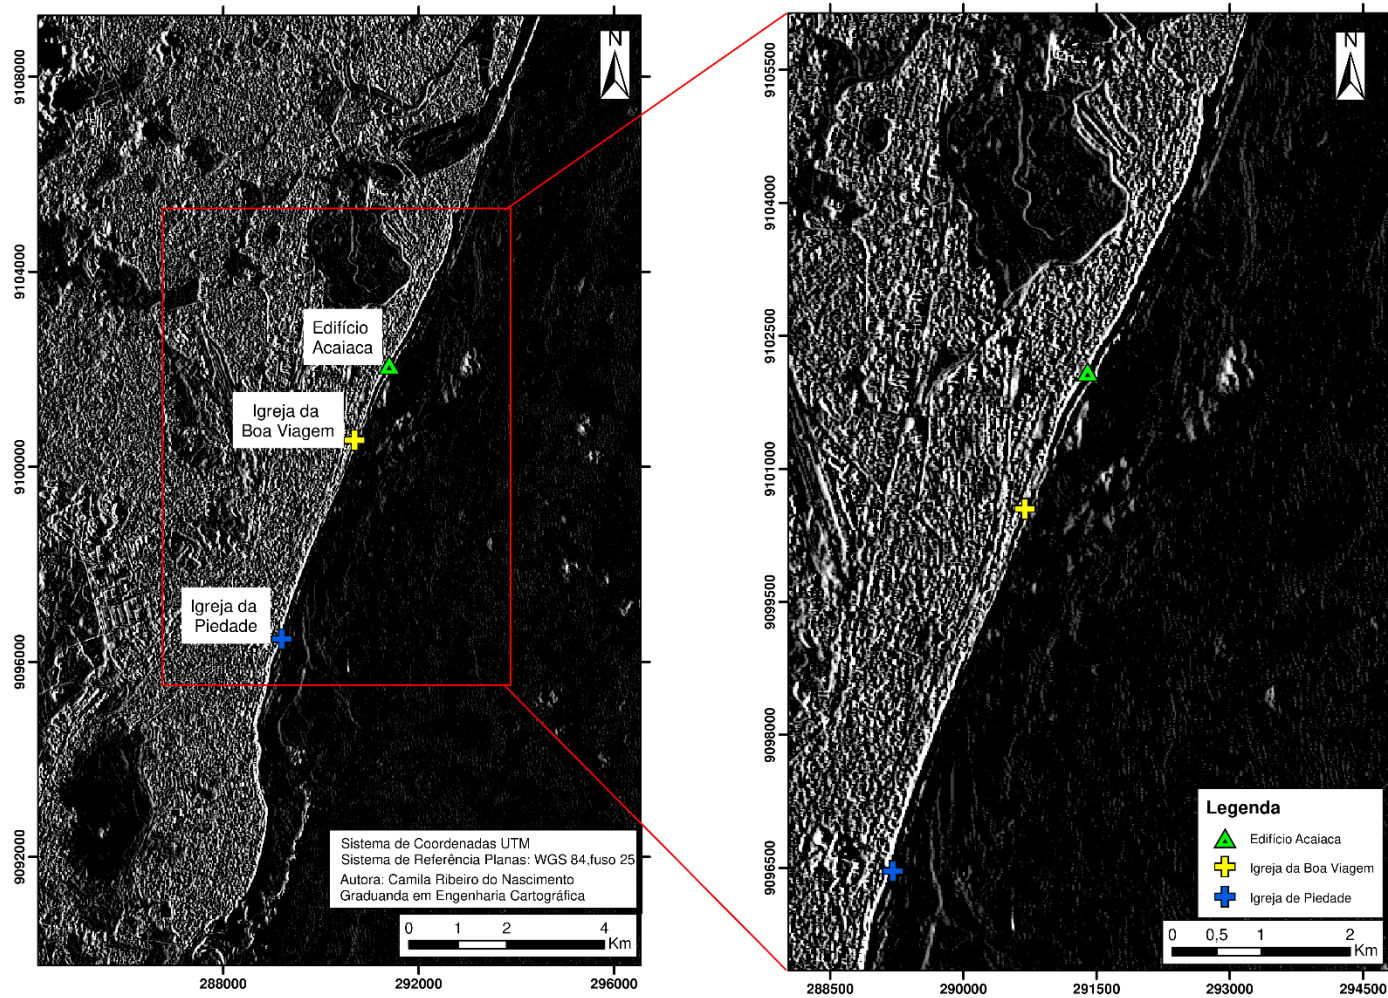 N
9108000
9104000
9100000
9096000
9092000
Edifício
Acaiaca
Igreja da
Boa Viagem
Igreja da
Piedade
Sistema de Coordenadas UTM
Sistema de Referência Planas: WGS 84,fuso 25
Autora: Camila Ribeiro do Nascimento
Graduanda em Engenharia Cartográfica
0 1 2 4
Km
288000 292000 296000
N
9105500
9104000
9102500
9101000
9099500
9098000
9096500
Legenda
Edifício Acaiaca
Igreja da Boa Viagem
Igreja de Piedade
0 0,5 1 2
Km
288500 290000 291500 293000 294500